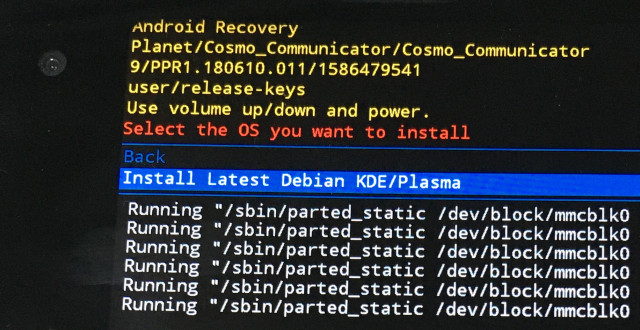 Android Recovery
Planet/Cosmo_Communicator/Cosmo_Communicator
9/PPR1.180610.011/1586479541
user/release-keys
Use volume up/down and power.
Select the OS you want to install
Back
Install Latest Debian KDE/Plasma
Running "/sbin/parted_static /dev/block/mmcblk0
Running "/sbin/parted_static /dev/block/mmcblk0
Running "/sbin/parted_static /dev/block/mmcblk0
Running "/sbin/parted_static /dev/block/mmcblk0
Running "/sbin/parted_static /dev/block/mmcblk0
Running "/sbin/parted_static /dev/block/mmcblk0